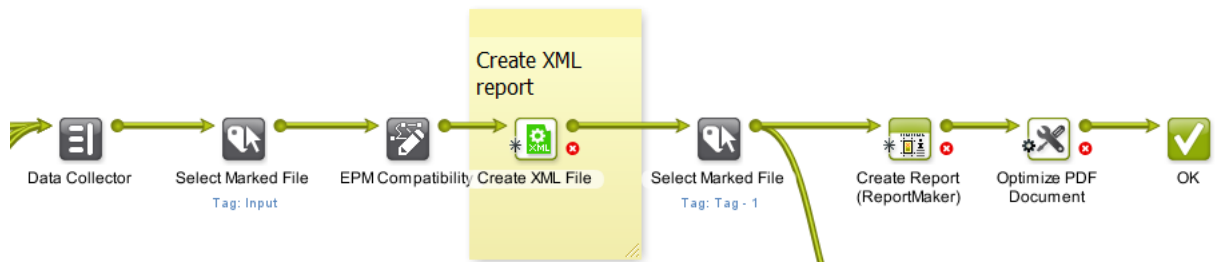 Create XML
report
Data Collector
Select Marked File
Tag: Input
EPM Compatibility
XML
Create XML File
Select Marked File
Tag: Tag - 1
Create Report
(ReportMaker)
Optimize PDF
Document
OK